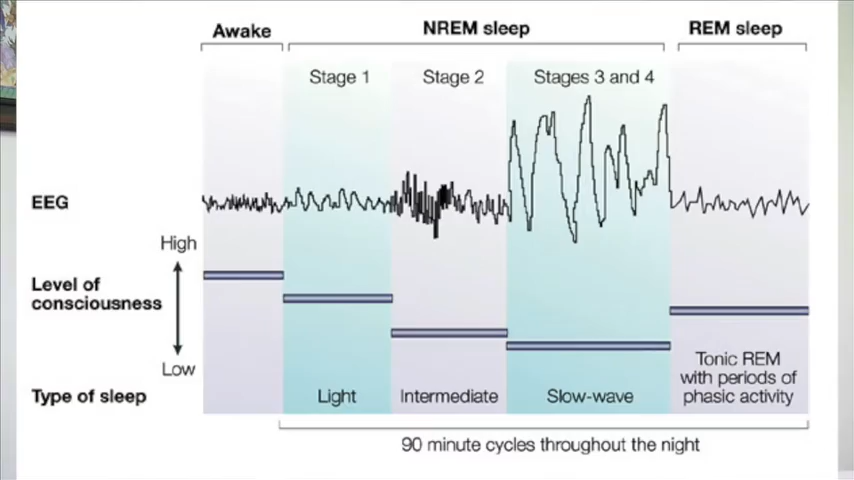 Awake
NREM sleep
REM sleep
Stage 1
Stage 2
Stages 3 and 4
EEG
High
Level of
consciousness
Low
Tonic REM
with periods of
phasic activity
Type of sleep
Light
Intermediate
Slow-wave
90 minute cycles throughout the night